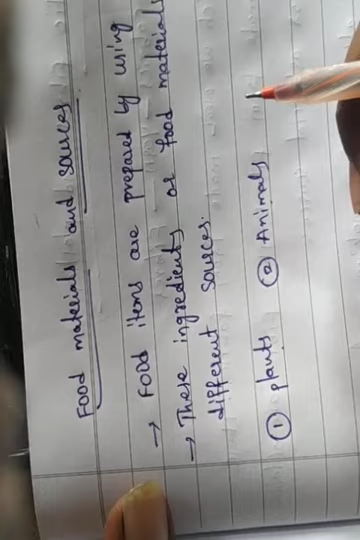 Food materials and sources
→ Food items are prepared by using
→ These ingredients or food materials
different sources.
① plants ② Animals